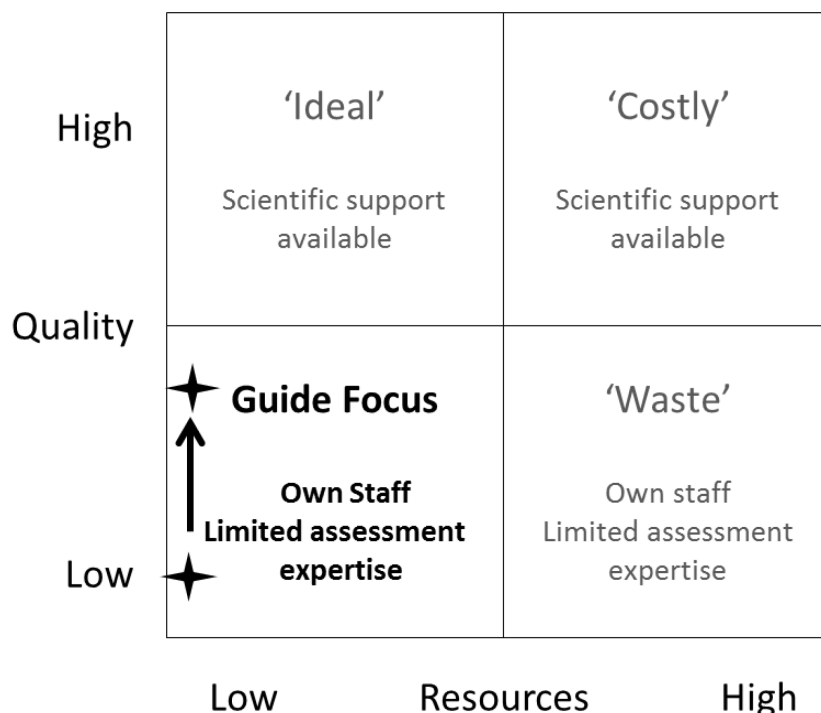 High
‘Ideal’
‘Costly’
Scientific support
available
Scientific support
available
Quality
Guide Focus
‘Waste’
Own Staff
Limited assessment
expertise
Own staff
Limited assessment
expertise
Low
Low
Resources
High